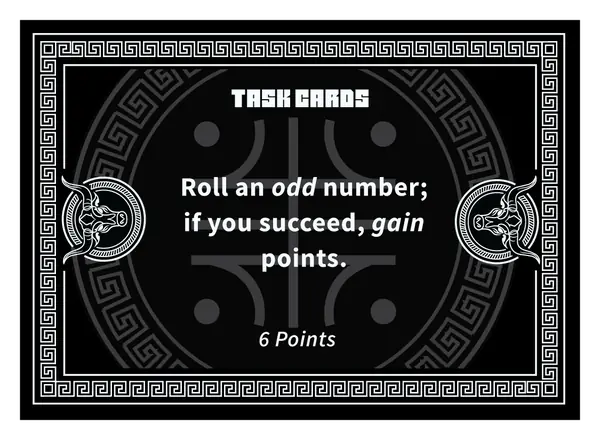 TASK CARDS
Roll an odd number;
if you succeed, gain
points.
6 Points